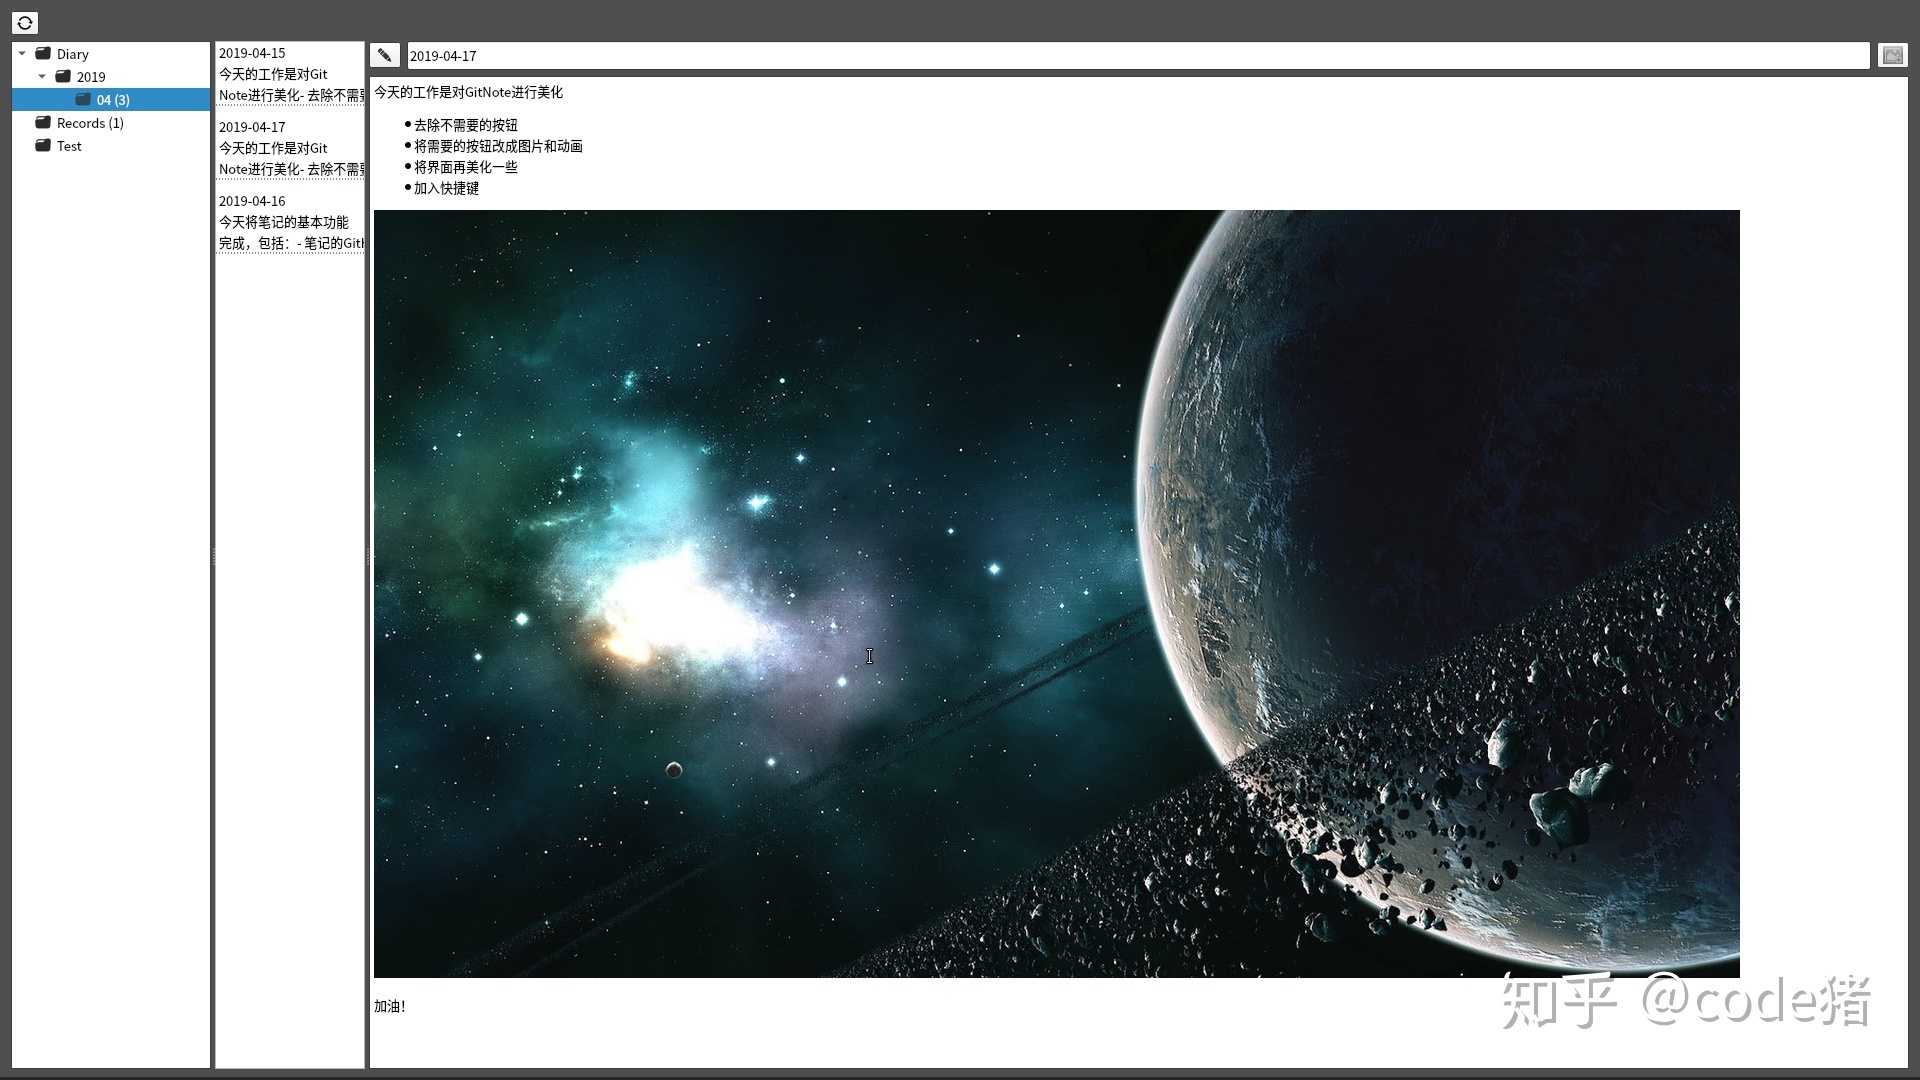 Diary
2019
04 (3)
Records (1)
Test
2019-04-15
今天的工作是对Git
Note进行美化- 去除不需
2019-04-17
今天的工作是对Git
Note进行美化- 去除不需
2019-04-16
今天将笔记的基本功能
完成，包括：- 笔记的Git
2019-04-17
今天的工作是对GitNote进行美化
去除不需要的按钮
将需要的按钮改成图片和动画
将界面再美化一些
加入快捷键
加油！
知乎 @code猪